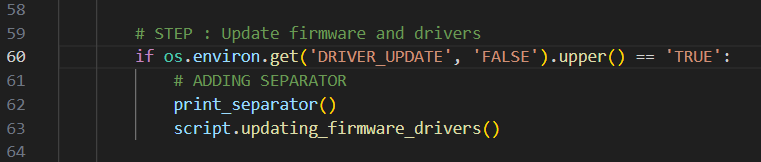 58
59 # STEP : Update firmware and drivers
60 if os.environ.get('DRIVER_UPDATE', 'FALSE').upper() == 'TRUE':
61 # ADDING SEPARATOR
62 print_separator()
63 script.updating_firmware_drivers()
64